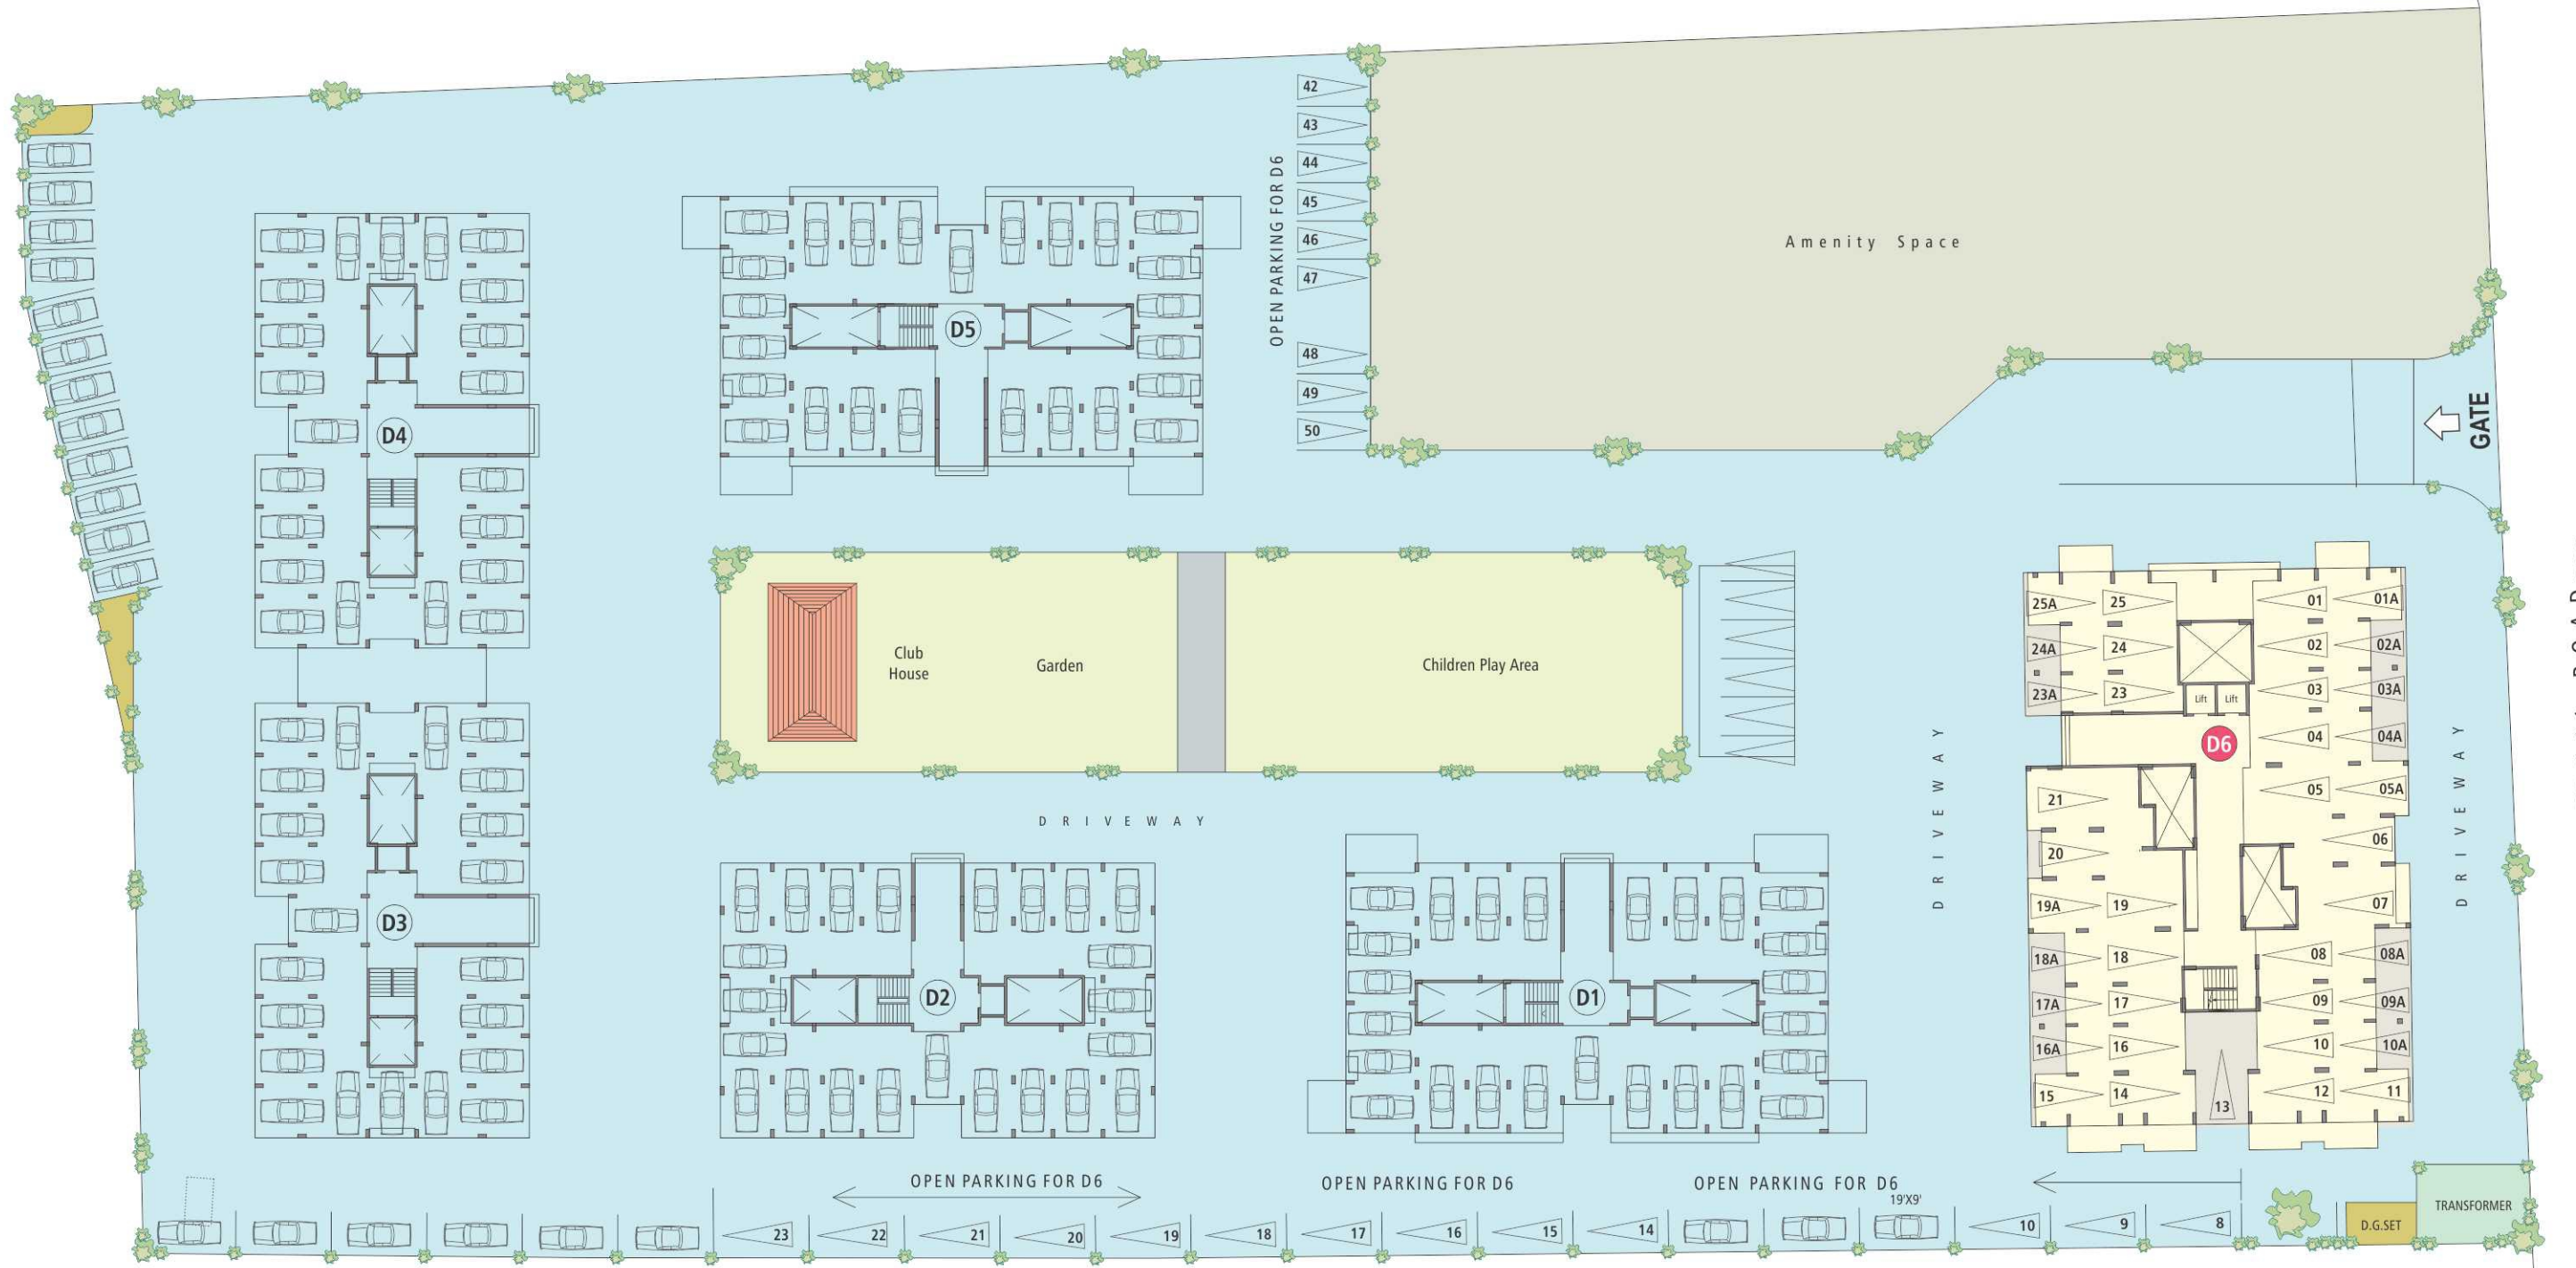 42
43
44
45
46
47
48
49
50
OPEN PARKING FOR D6
Amenity Space
GATE
D4
D5
D3
D2
D1
Club
House
Garden
Children Play Area
DRIVEWAY
DRIVEWAY
DRIVEWAY
25A 25 01 01A
24A 24 02 02A
23A 23 03 03A
Lift Lift
D6
04 04A
21 05 05A
20 06
19A 19 07
18A 18 08 08A
17A 17 09 09A
16A 16 10 10A
15 14 13 12 11
OPEN PARKING FOR D6
OPEN PARKING FOR D6
OPEN PARKING FOR D6
19'X9'
23 22 21 20 19 18 17 16 15 14 10 9 8
D.G.SET
TRANSFORMER